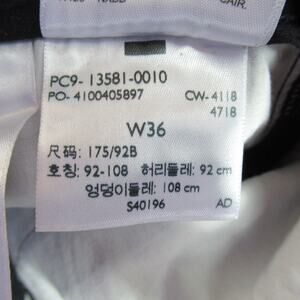 CAIR.
PC9- 13581-0010
PO- 4100405897 CW- 4118
4718
W36
尺码: 175/92B
호칭: 92-108 허리둘레: 92 cm
엉덩이둘레: 108 cm
S40196 AD